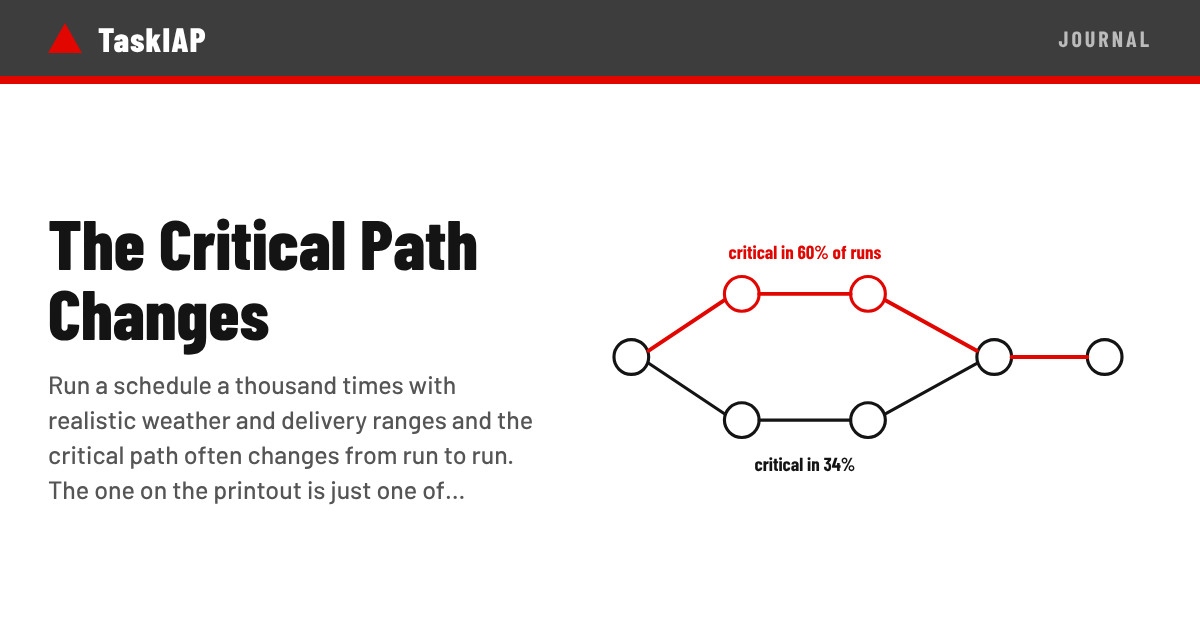 TaskIAP
JOURNAL
The Critical Path
Changes
Run a schedule a thousand times with
realistic weather and delivery ranges and the
critical path often changes from run to run.
The one on the printout is just one of...
critical in 60% of runs
critical in 34%